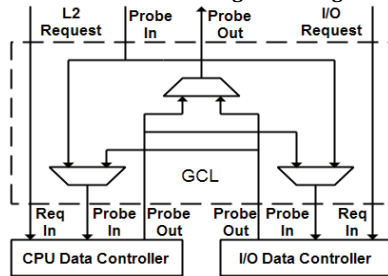 L2 Probe Probe I/O
Request In Out Request
GCL
Req Probe Probe Probe Probe Req
In In Out Out In In
CPU Data Controller I/O Data Controller